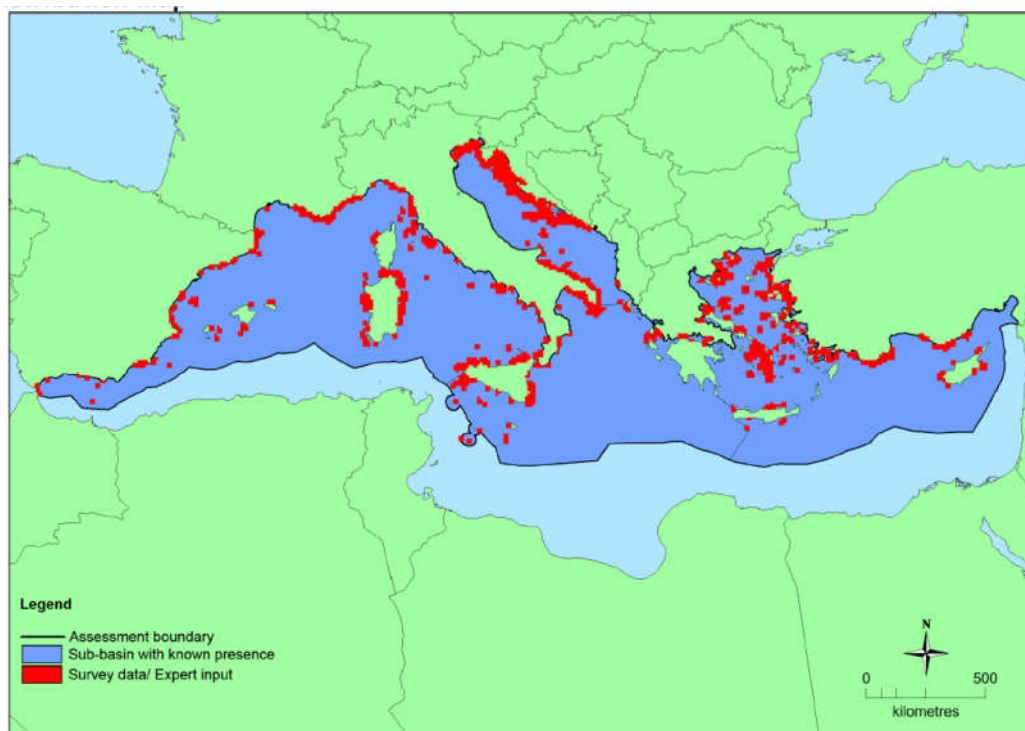 Legend
Assessment boundary
Sub-basin with known presence
Survey data/ Expert input
N
0 500
kilometres